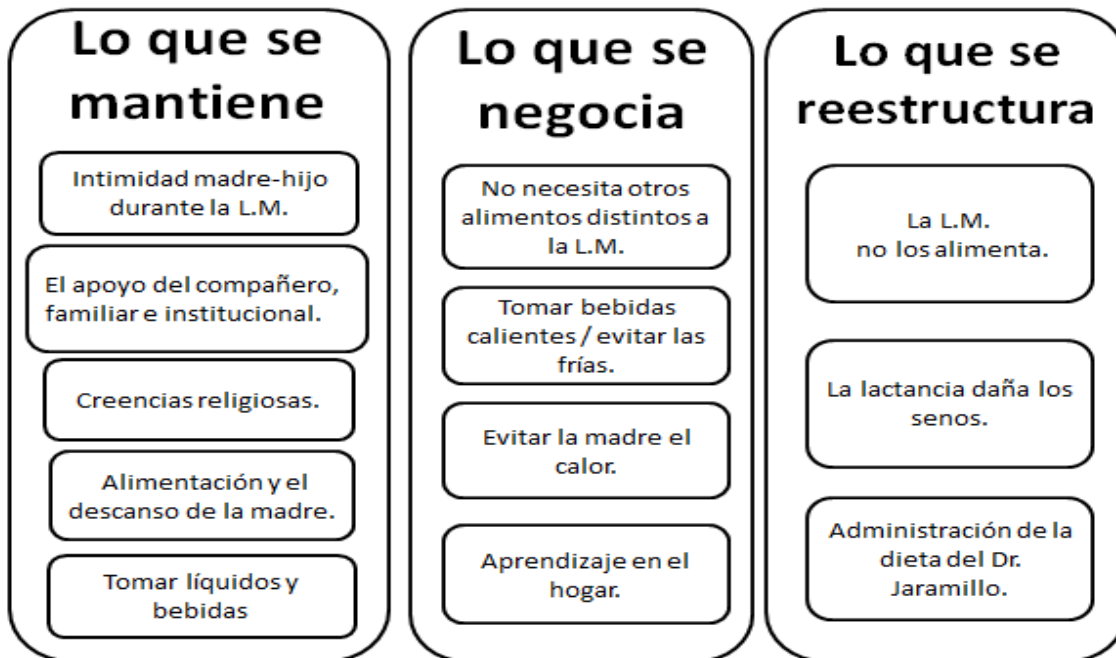 Lo que se
mantiene
Intimidad madre-hijo
durante la L.M.
El apoyo del compañero,
familiar e institucional.
Creencias religiosas.
Alimentación y el
descanso de la madre.
Tomar líquidos y
bebidas
Lo que se
negocia
No necesita otros
alimentos distintos a
la L.M.
Tomar bebidas
calientes / evitar las
frías.
Evitar la madre el
calor.
Aprendizaje en el
hogar.
Lo que se
reestructura
La L.M.
no los alimenta.
La lactancia daña los
senos.
Administración de la
dieta del Dr.
Jaramillo.